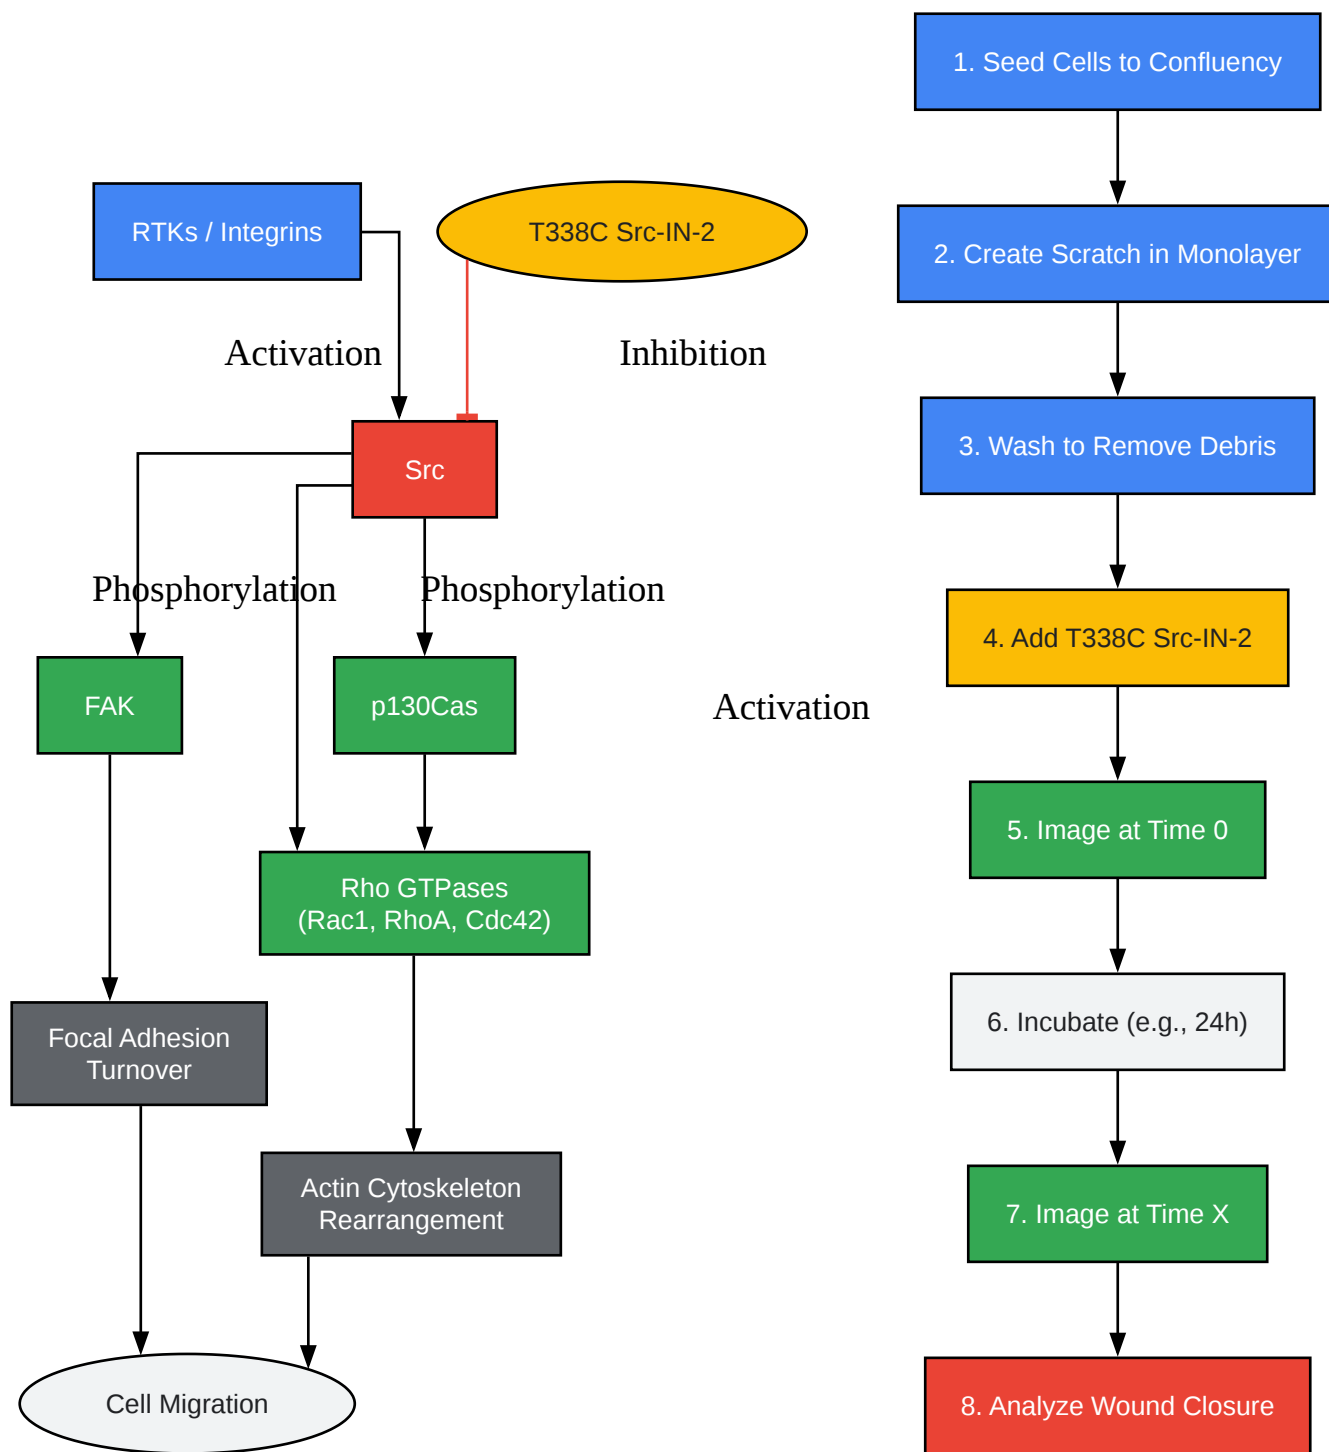 RTKs / Integrins
T338C Src-IN-2
Activation
Inhibition
Src
Phosphorylation
Phosphorylation
FAK
p130Cas
Activation
Rho GTPases
(Rac1, RhoA, Cdc42)
Focal Adhesion
Turnover
Actin Cytoskeleton
Rearrangement
Cell Migration
1. Seed Cells to Confluency
2. Create Scratch in Monolayer
3. Wash to Remove Debris
4. Add T338C Src-IN-2
5. Image at Time 0
6. Incubate (e.g., 24h)
7. Image at Time X
8. Analyze Wound Closure